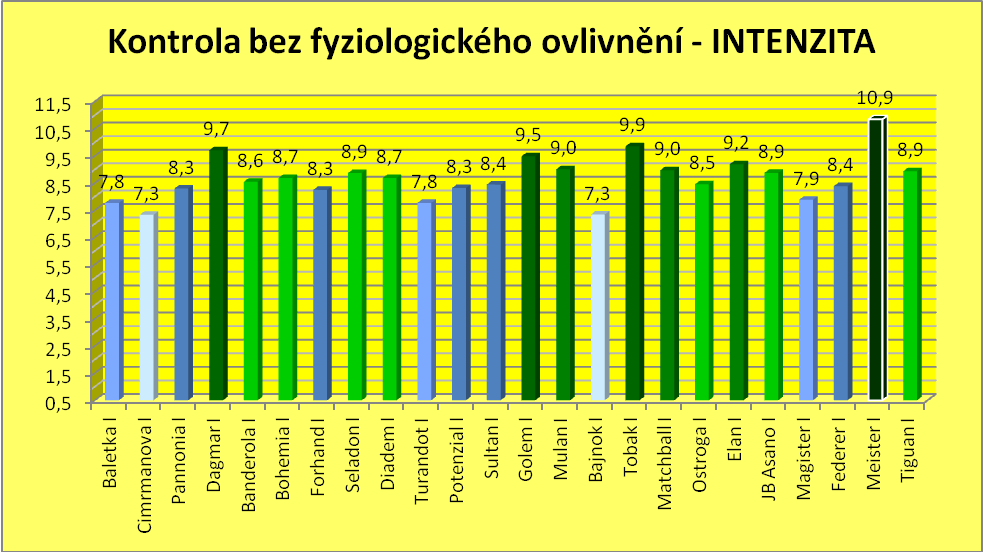 Kontrola bez fyziologického ovlivnění - INTENZITA
11,5
10,5
9,5
8,5
7,5
6,5
5,5
4,5
3,5
2,5
1,5
0,5
7,8
7,3
8,3
9,7
8,6
8,7
8,3
8,9
8,7
7,8
8,3
8,4
9,5
9,0
7,3
9,9
9,0
8,5
9,2
8,9
7,9
8,4
10,9
8,9
Baletka I
Cimrmanova I
Pannonia I
Dagmar I
Banderola I
Bohemia I
Forhand I
Seladon I
Diadem I
Turandot I
Potenzial I
Sultan I
Golem I
Mulan I
Bajnok I
Tobak I
Matchball I
Ostroga I
Elan I
JB Asano I
Magister I
Federer I
Meister I
Tiguan I